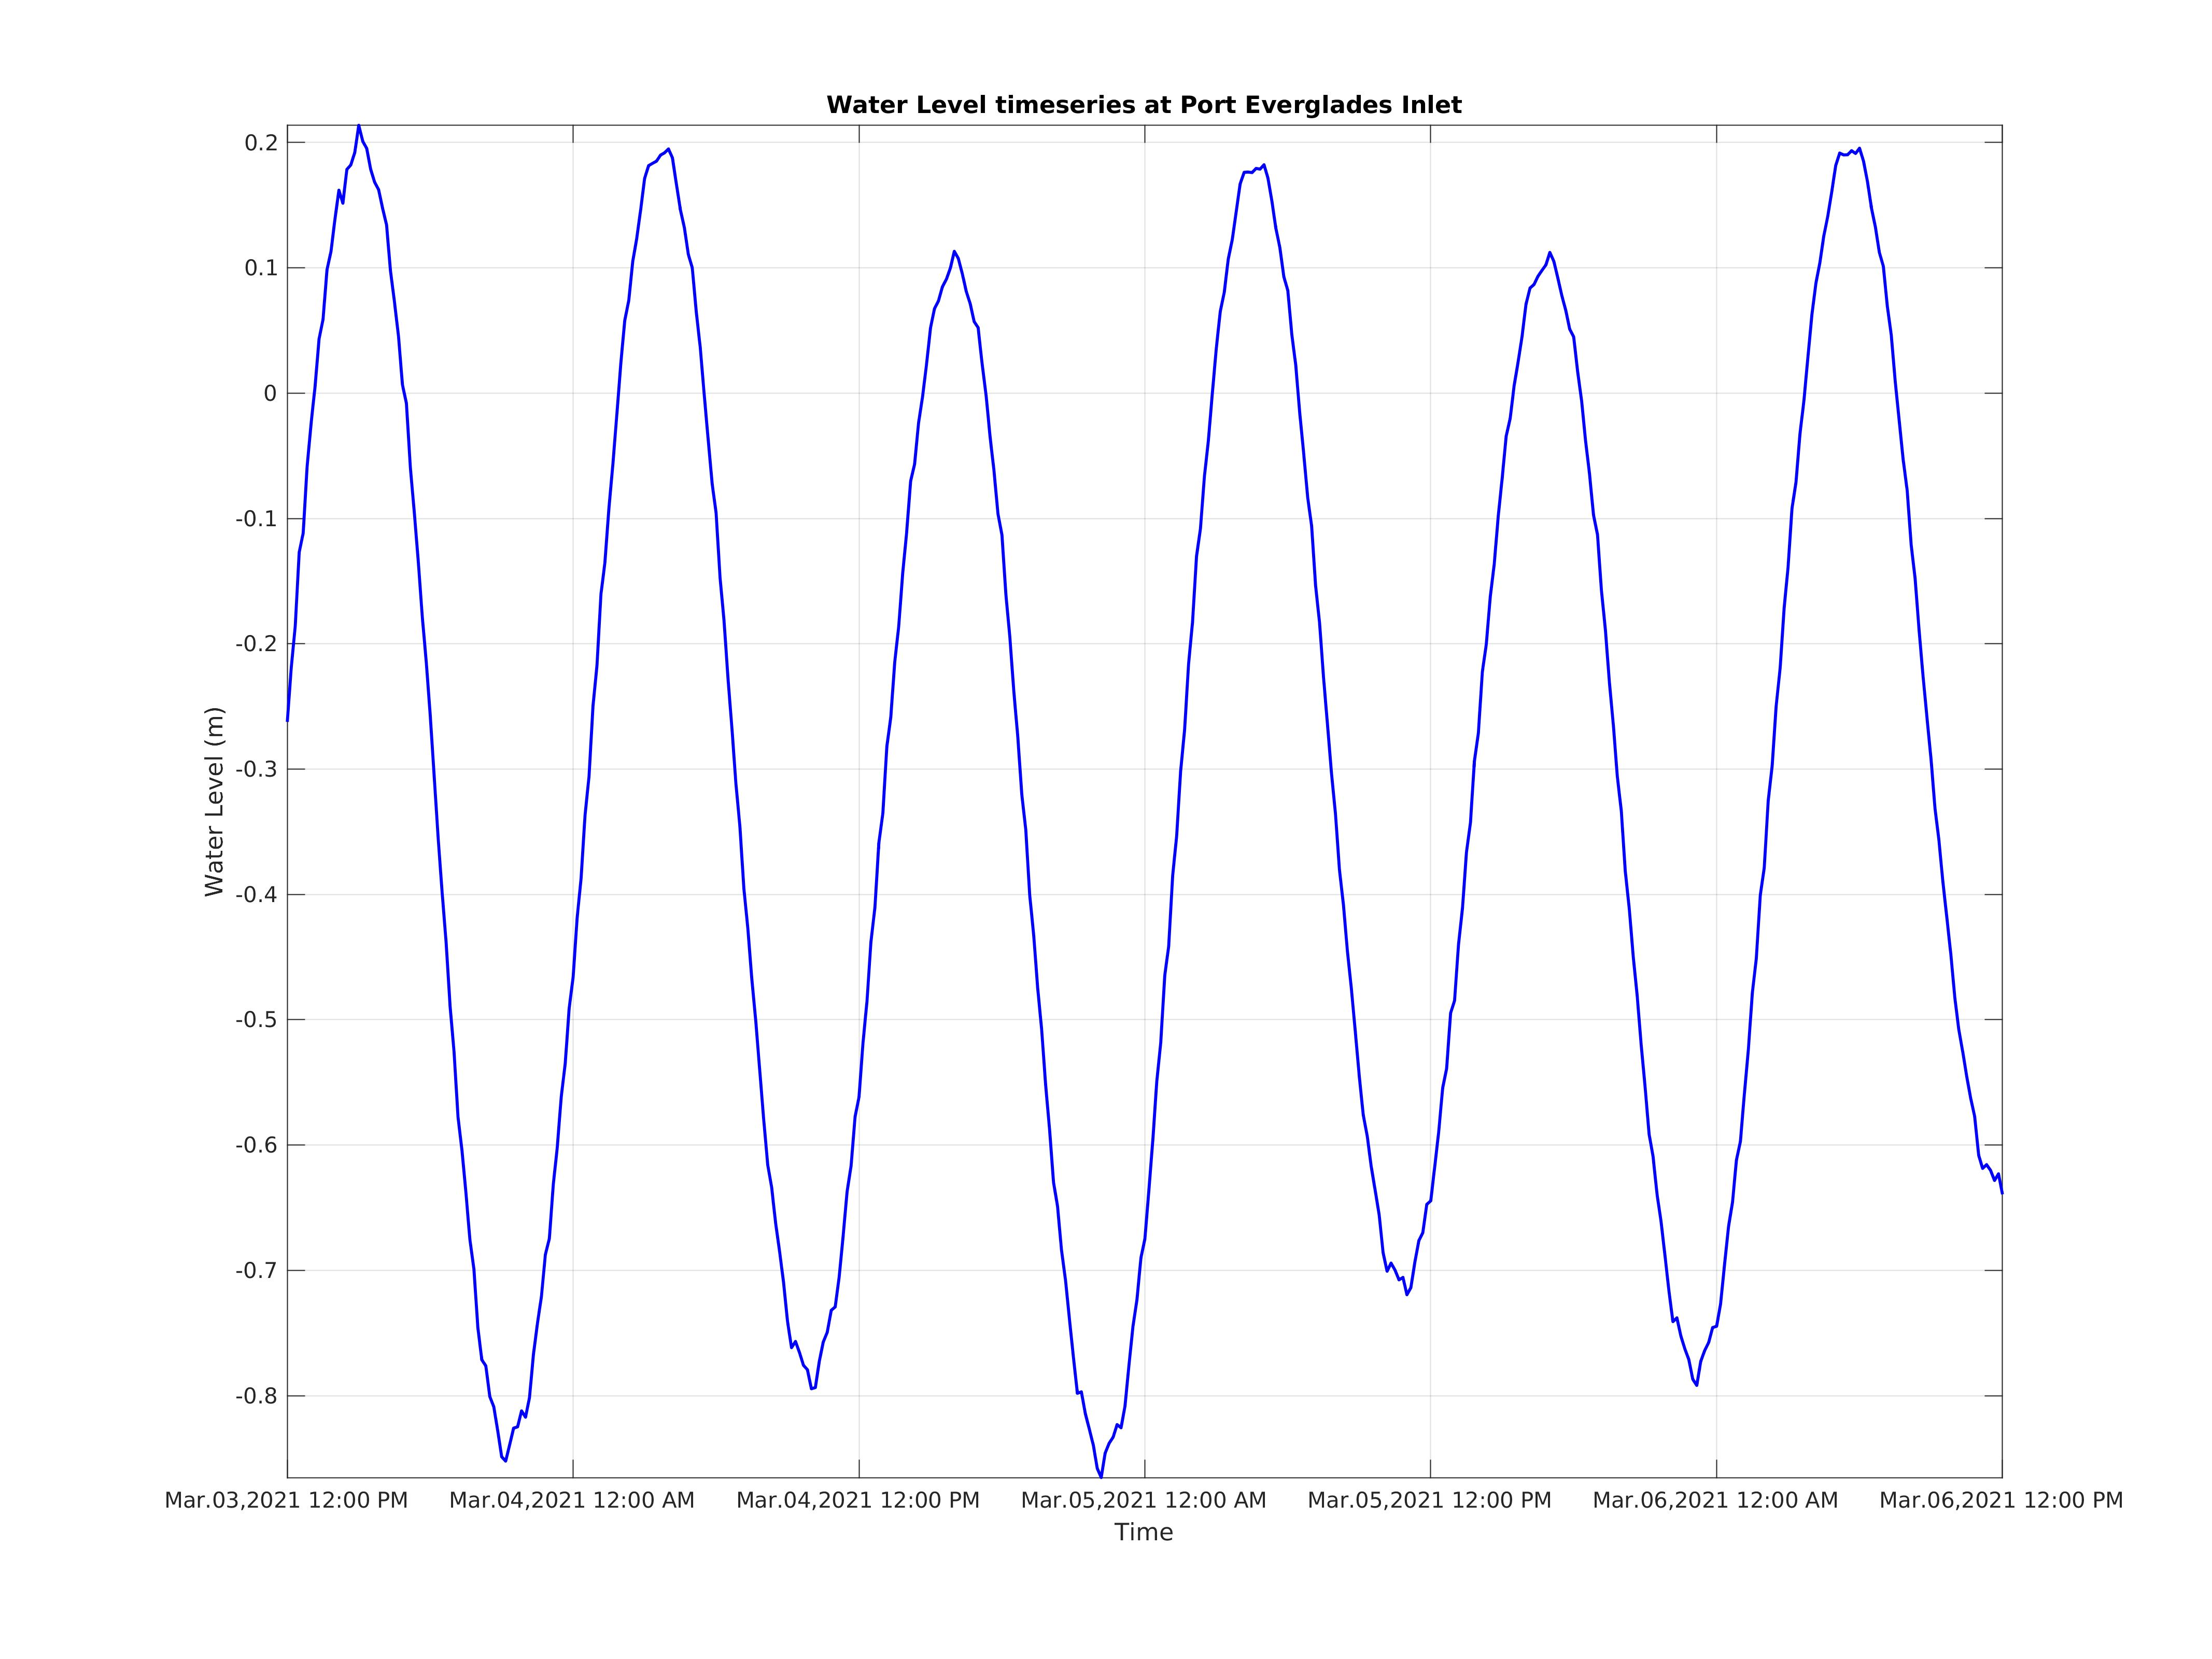 Water Level timeseries at Port Everglades Inlet
0.2
0.1
0
-0.1
-0.2
-0.3
-0.4
-0.5
-0.6
-0.7
-0.8
Water Level (m)
Mar.03,2021 12:00 PM Mar.04,2021 12:00 AM Mar.04,2021 12:00 PM Mar.05,2021 12:00 AM Mar.05,2021 12:00 PM Mar.06,2021 12:00 AM Mar.06,2021 12:00 PM
Time